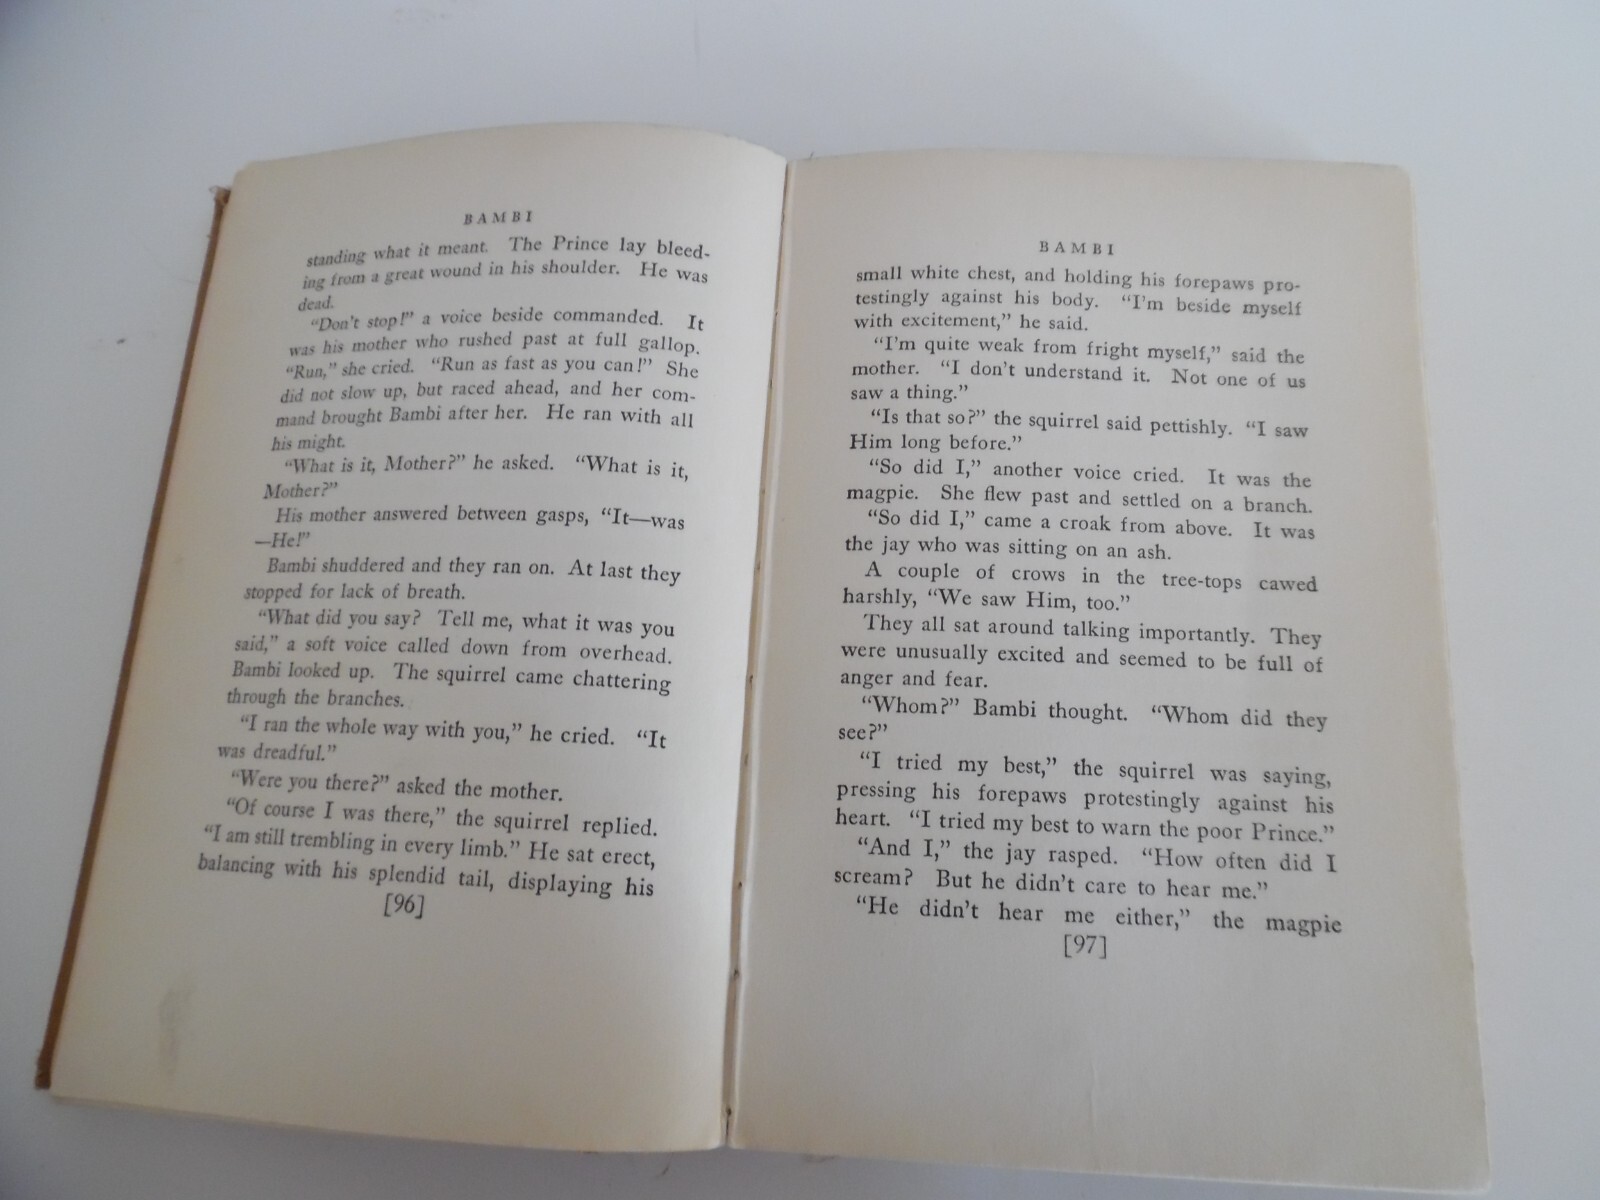 BAMBI
standing what it meant. The Prince lay bleed-
ing from a great wound in his shoulder. He was
dead.
"Don't stop!" a voice beside commanded. It
was his mother who rushed past at full gallop.
"Run," she cried. "Run as fast as you can!" She
did not slow up, but raced ahead, and her com-
mand brought Bambi after her. He ran with all
his might.
"What is it, Mother?" he asked. "What is it,
Mother?"
His mother answered between gasps, "It—was
—He!"
Bambi shuddered and they ran on. At last they
stopped for lack of breath.
"What did you say? Tell me, what it was you
said," a soft voice called down from overhead.
Bambi looked up. The squirrel came chattering
through the branches.
"I ran the whole way with you," he cried. "It
was dreadful."
"Were you there?" asked the mother.
"Of course I was there," the squirrel replied.
"I am still trembling in every limb." He sat erect,
balancing with his splendid tail, displaying his
[96]
BAMBI
small white chest, and holding his forepaws pro-
testingly against his body. "I'm beside myself
with excitement," he said.
"I'm quite weak from fright myself," said the
mother. "I don't understand it. Not one of us
saw a thing."
"Is that so?" the squirrel said pettishly. "I saw
Him long before."
"So did I," another voice cried. It was the
magpie. She flew past and settled on a branch.
"So did I," came a croak from above. It was
the jay who was sitting on an ash.
A couple of crows in the tree-tops cawed
harshly, "We saw Him, too."
They all sat around talking importantly. They
were unusually excited and seemed to be full of
anger and fear.
"Whom?" Bambi thought. "Whom did they
see?"
"I tried my best," the squirrel was saying,
pressing his forepaws protestingly against his
heart. "I tried my best to warn the poor Prince."
"And I," the jay rasped. "How often did I
scream? But he didn't care to hear me."
"He didn't hear me either," the magpie
[97]